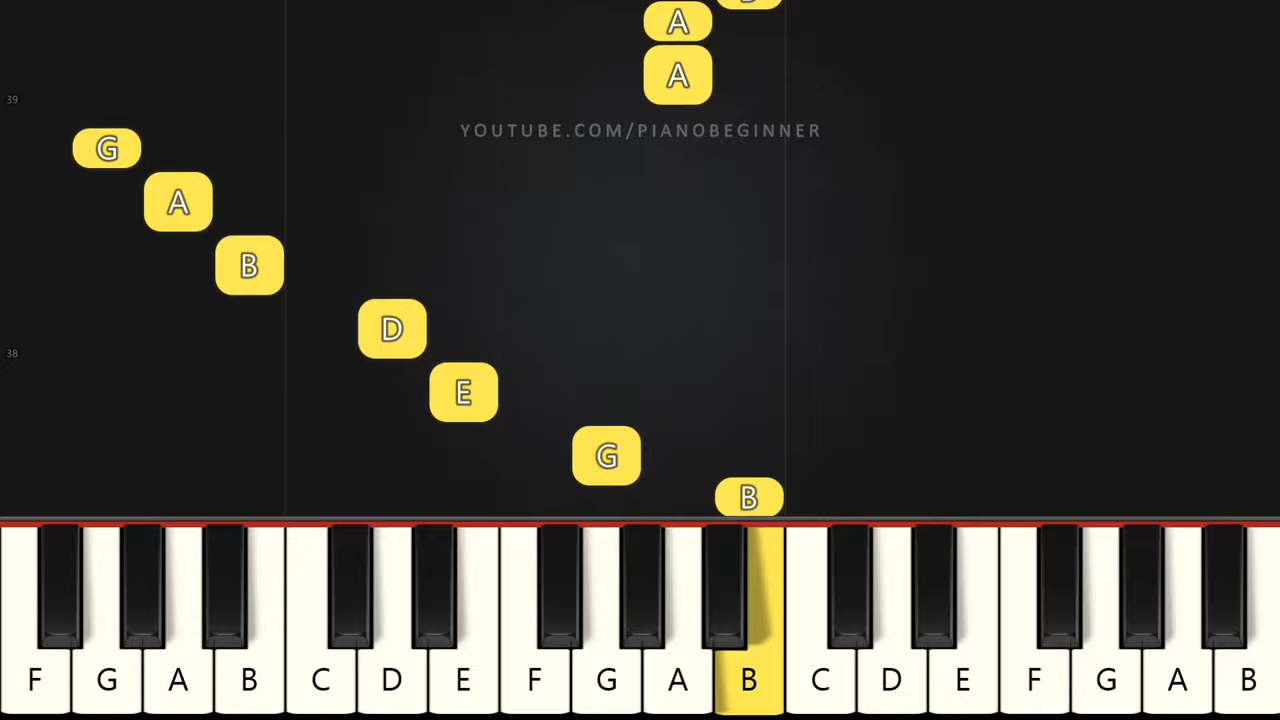 A
A
39
YOUTUBE.COM/PIANOBEGINNER
G
A
B
D
38
E
G
B
F G A B C D E F G A B C D E F G A B